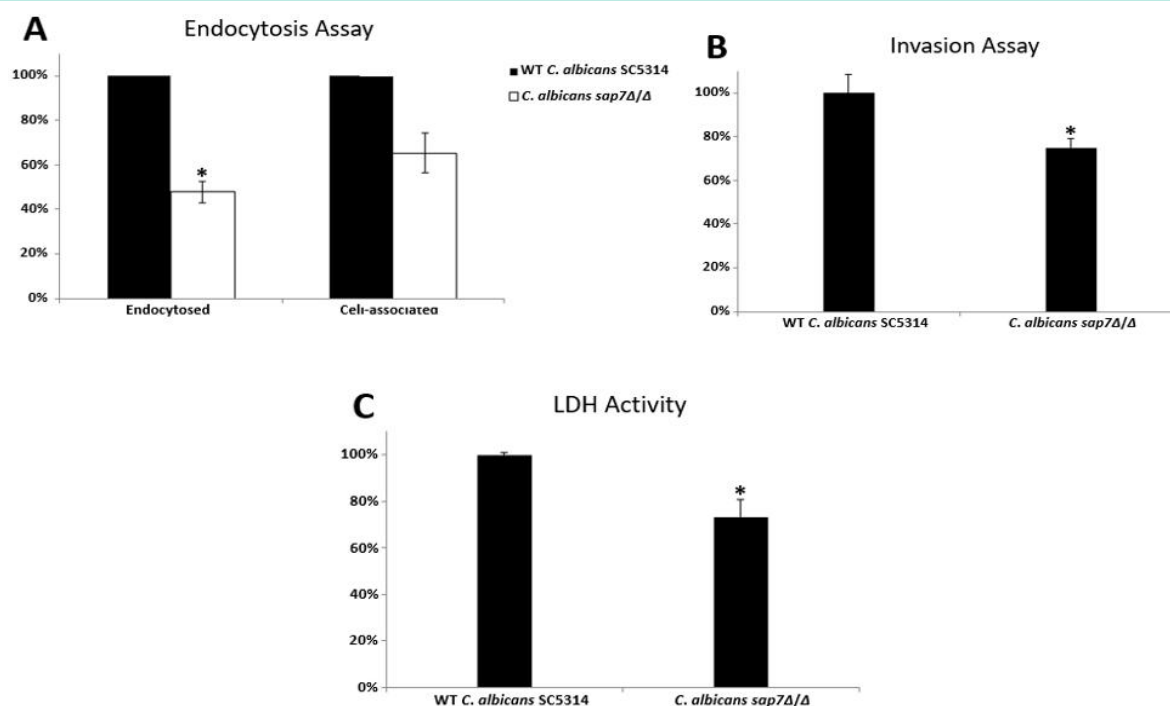 A
Endocytosis Assay
100%
80%
60%
40%
20%
0%
*
Endocytosed
Cell-associated
■ WT C. albicans SC5314
□ C. albicans sap7Δ/Δ
B
Invasion Assay
100%
80%
60%
40%
20%
0%
*
WT C. albicans SC5314
C. albicans sap7Δ/Δ
C
LDH Activity
100%
80%
60%
40%
20%
0%
*
WT C. albicans SC5314
C. albicans sap7Δ/Δ